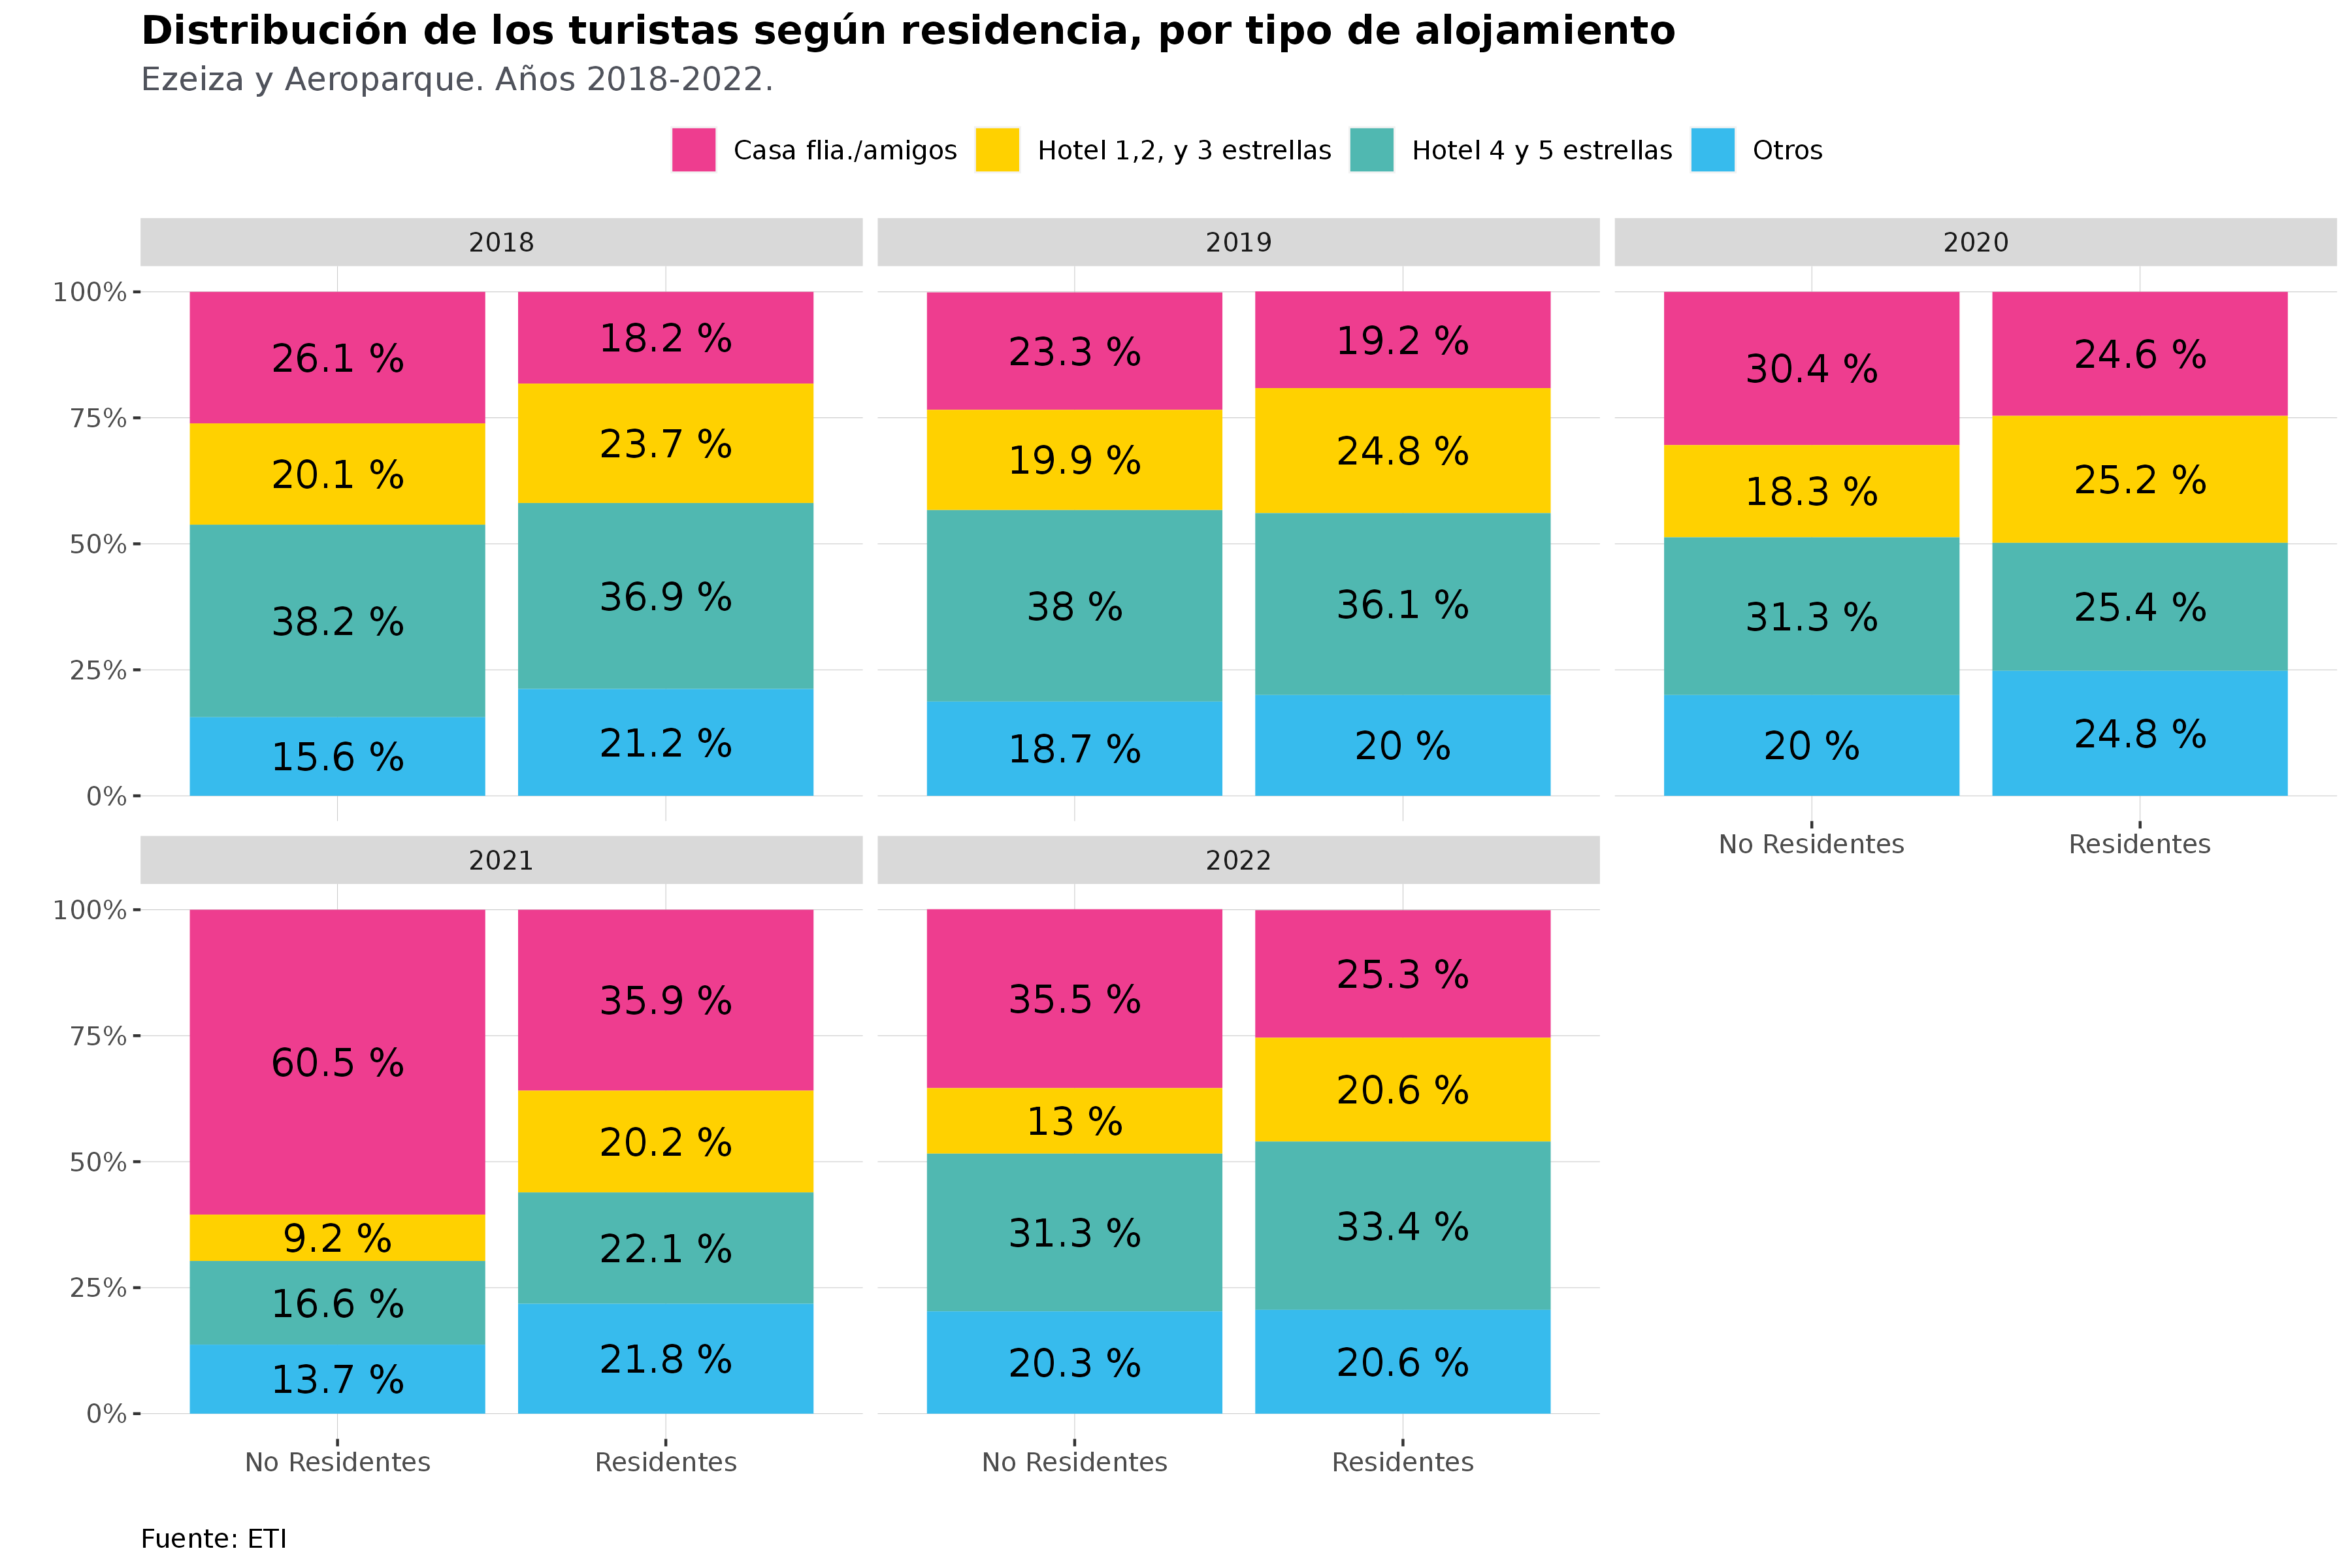 Distribución de los turistas según residencia, por tipo de alojamiento
Ezeiza y Aeroparque. Años 2018-2022.
Casa flia./amigos Hotel 1,2, y 3 estrellas Hotel 4 y 5 estrellas Otros
2018 2019 2020
100%
75%
50%
25%
0%
26.1 % 18.2 % 23.3 % 19.2 % 30.4 % 24.6 %
20.1 % 23.7 % 19.9 % 24.8 % 18.3 % 25.2 %
38.2 % 36.9 % 38 % 36.1 % 31.3 % 25.4 %
15.6 % 21.2 % 18.7 % 20 % 20 % 24.8 %
No Residentes Residentes
2021 2022
100%
75%
50%
25%
0%
60.5 % 35.9 % 35.5 % 25.3 %
9.2 % 20.2 % 13 % 20.6 %
16.6 % 22.1 % 31.3 % 33.4 %
13.7 % 21.8 % 20.3 % 20.6 %
No Residentes Residentes No Residentes Residentes
Fuente: ETI